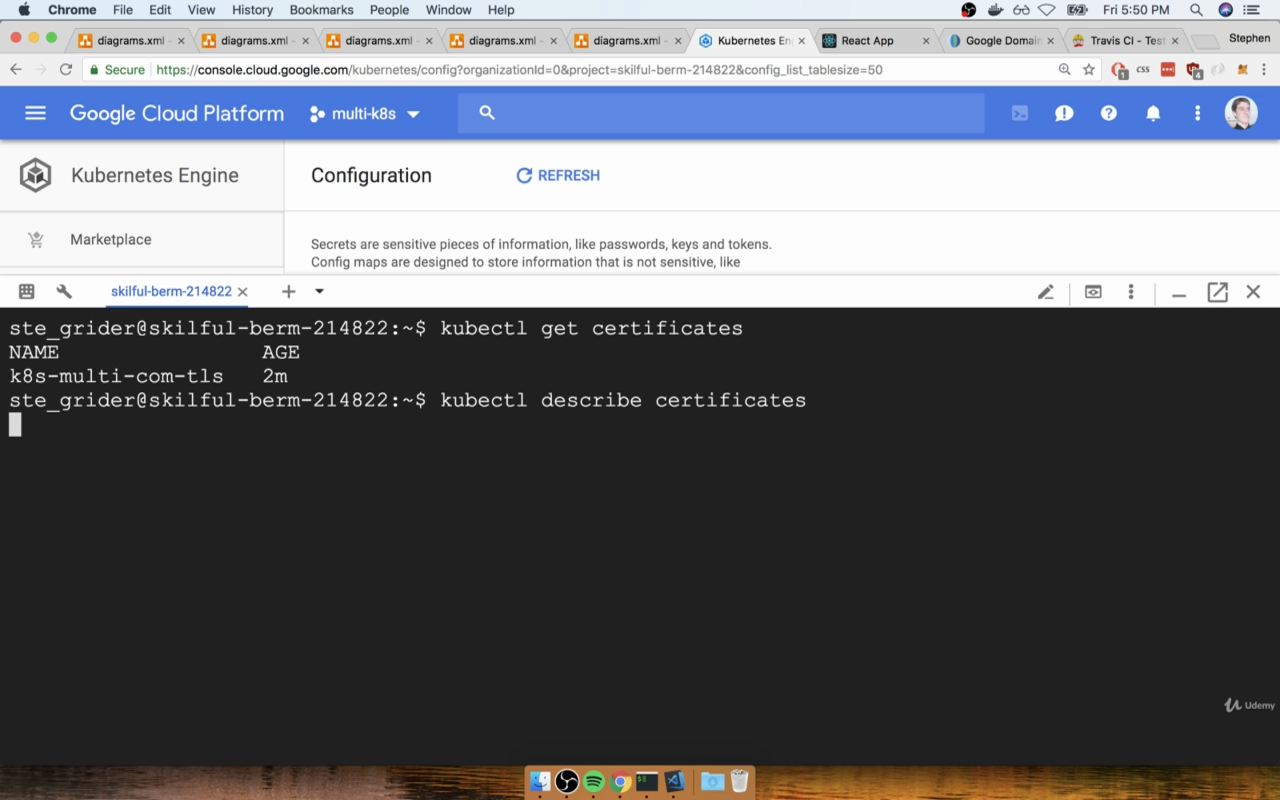 Chrome File Edit View History Bookmarks People Window Help Fri 5:50 PM
diagrams.xml - diagrams.xml - diagrams.xml - diagrams.xml - diagrams.xml - Kubernetes En React App Google Domain Travis CI - Test Stephen
Secure https://console.cloud.google.com/kubernetes/config?organizationId=0&project=skilful-berm-214822&config_list_tablesize=50
Google Cloud Platform multi-k8s
Kubernetes Engine Configuration REFRESH
Marketplace
Secrets are sensitive pieces of information, like passwords, keys and tokens.
Config maps are designed to store information that is not sensitive, like
skilful-berm-214822
ste_grider@skilful-berm-214822:~$ kubectl get certificates
NAME AGE
k8s-multi-com-tls 2m
ste_grider@skilful-berm-214822:~$ kubectl describe certificates
Udemy